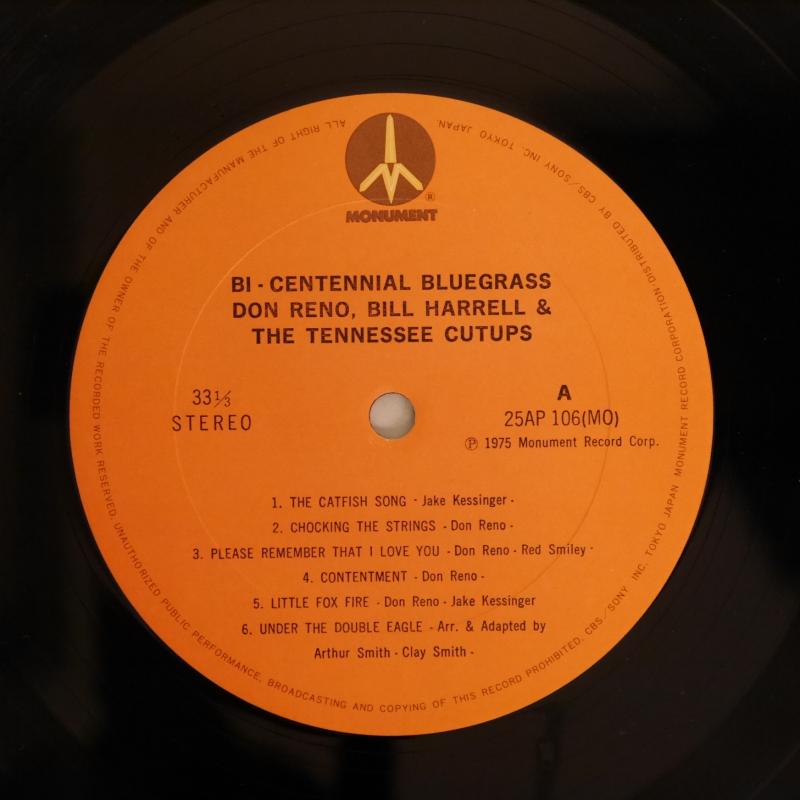 MONUMENT
®
BI - CENTENNIAL BLUEGRASS
DON RENO, BILL HARRELL &
THE TENNESSEE CUTUPS
33⅓
STEREO
A
25AP 106(MO)
Ⓟ 1975 Monument Record Corp.
1. THE CATFISH SONG - Jake Kessinger -
2. CHOCKING THE STRINGS - Don Reno -
3. PLEASE REMEMBER THAT I LOVE YOU - Don Reno - Red Smiley -
4. CONTENTMENT - Don Reno -
5. LITTLE FOX FIRE - Don Reno - Jake Kessinger
6. UNDER THE DOUBLE EAGLE - Arr. & Adapted by
Arthur Smith - Clay Smith -
ALL RIGHT OF THE MANUFACTURER AND OF THE OWNER OF THE RECORDED WORK RESERVED. UNAUTHORIZED PUBLIC PERFORMANCE, BROADCASTING AND COPYING OF THIS RECORD PROHIBITED. CBS/SONY INC. TOKYO JAPAN
MONUMENT RECORD CORPORATION DISTRIBUTED BY CBS/SONY INC. TOKYO JAPAN.